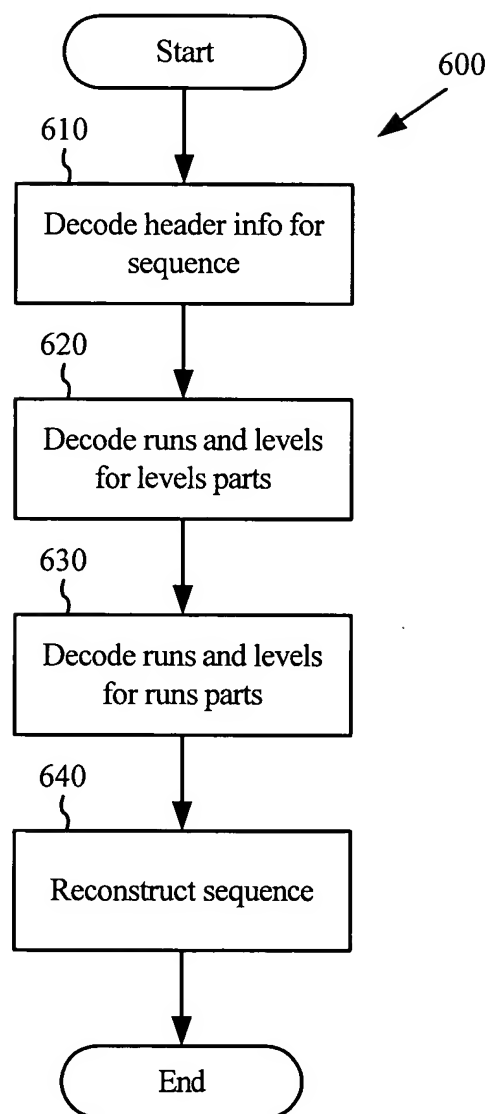 Start
600
610
Decode header info for
sequence
620
Decode runs and levels
for levels parts
630
Decode runs and levels
for runs parts
640
Reconstruct sequence
End